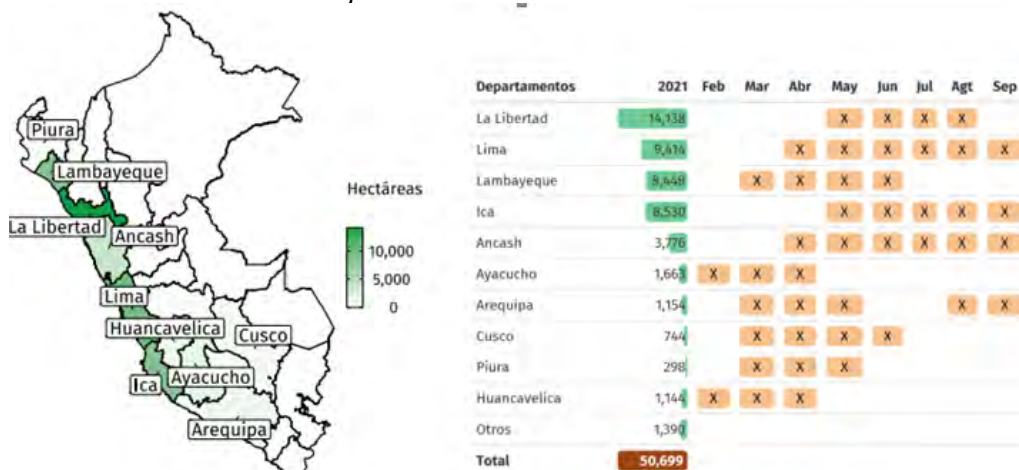 Piura
Lambayeque
La Libertad
Ancash
Lima
Huancavelica
Cusco
Ica
Ayacucho
Arequipa
Hectáreas
10,000
5,000
0
Departamentos 2021 Feb Mar Abr May Jun Jul Agt Sep
La Libertad 14,138 X X X X
Lima 9,414 X X X X X X
Lambayeque 8,448 X X X X
Ica 8,530 X X X X X
Ancash 3,776 X X X X X X
Ayacucho 1,663 X X X
Arequipa 1,154 X X X X X
Cusco 744 X X X X
Piura 298 X X X
Huancavelica 1,144 X X X
Otros 1,390
Total 50,699